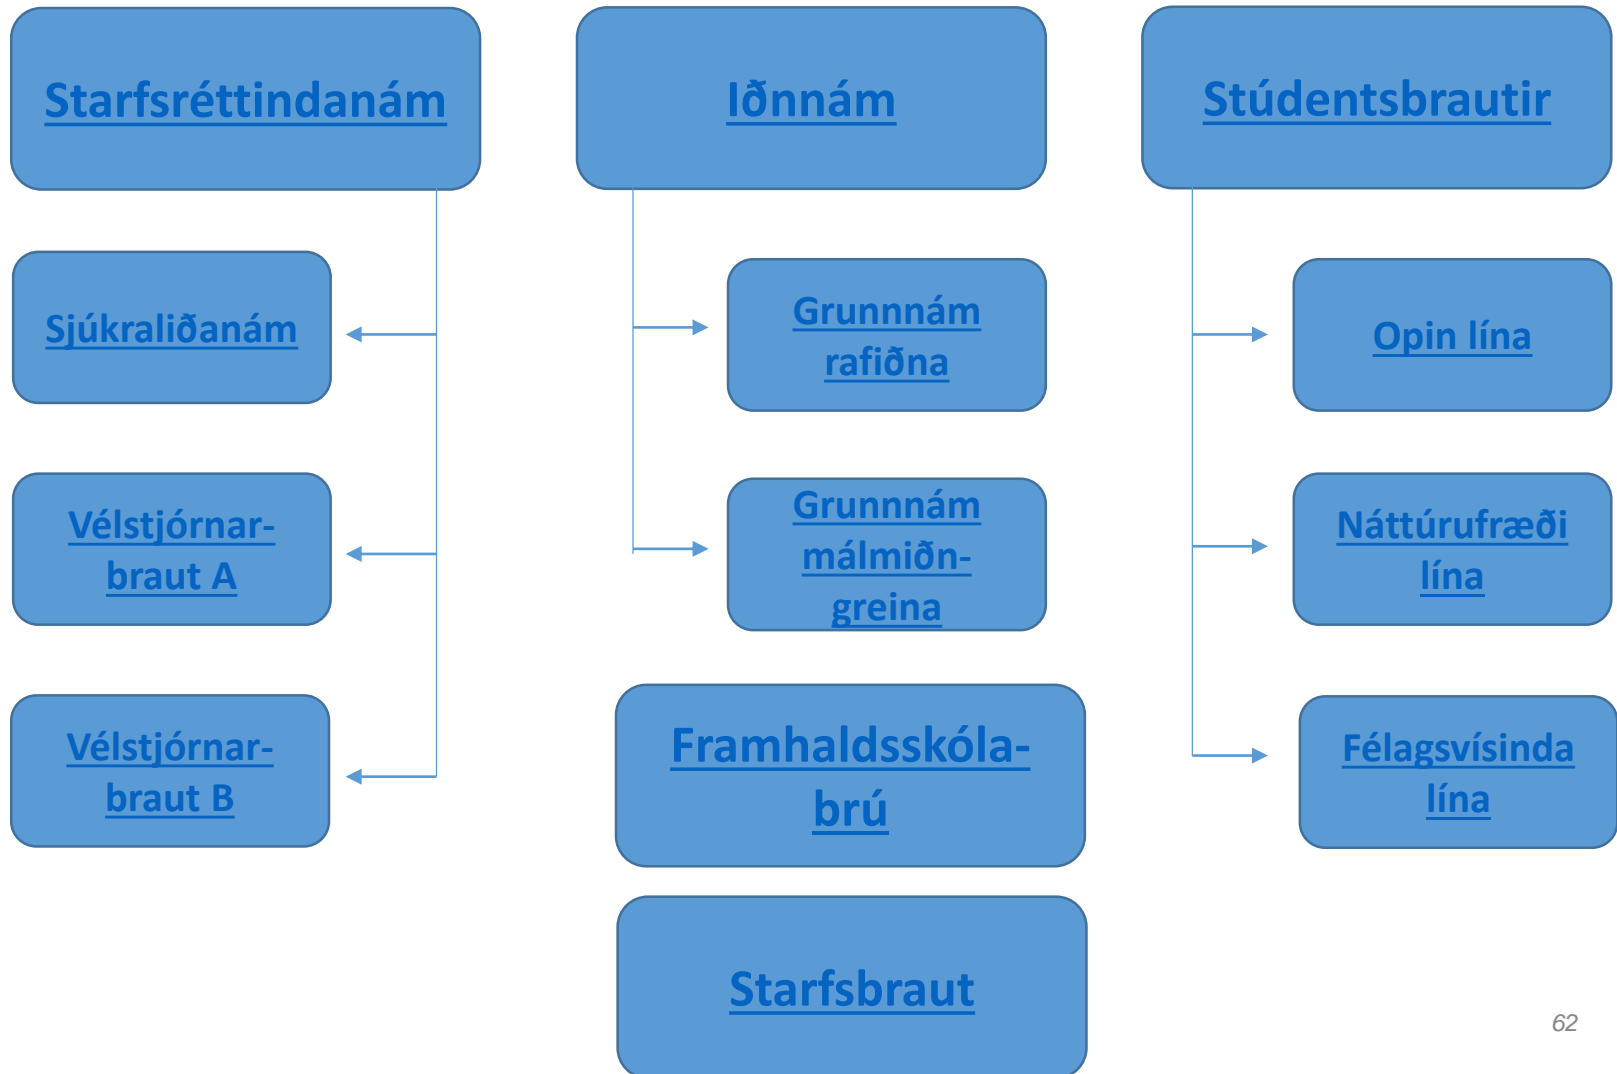 Starfsréttindanám
Iðnnám
Stúdentsbrautir
Sjúkraliðanám
Grunnnám
rafiðna
Opin lína
Vélstjórnar-
braut A
Grunnnám
málmiðn-
greina
Náttúrufræði
lína
Vélstjórnar-
braut B
Framhaldsskóla-
brú
Félagsvísinda
lína
Starfsbraut
62